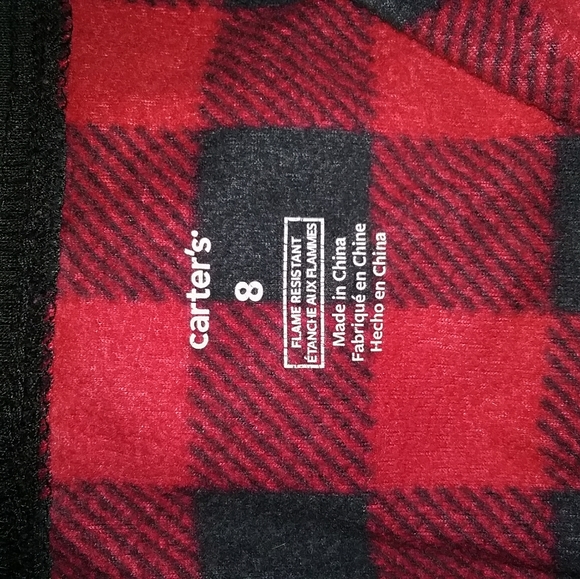 carter's
8
FLAME RESISTANT
ÉTANCHE AUX FLAMMES
Made in China
Fabriqué en Chine
Hecho en China